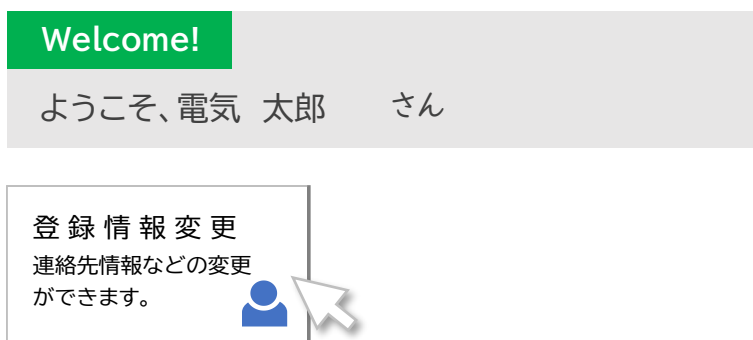 Welcome!
ようこそ、電気 太郎 さん
登録情報変更
連絡先情報などの変更
ができます。